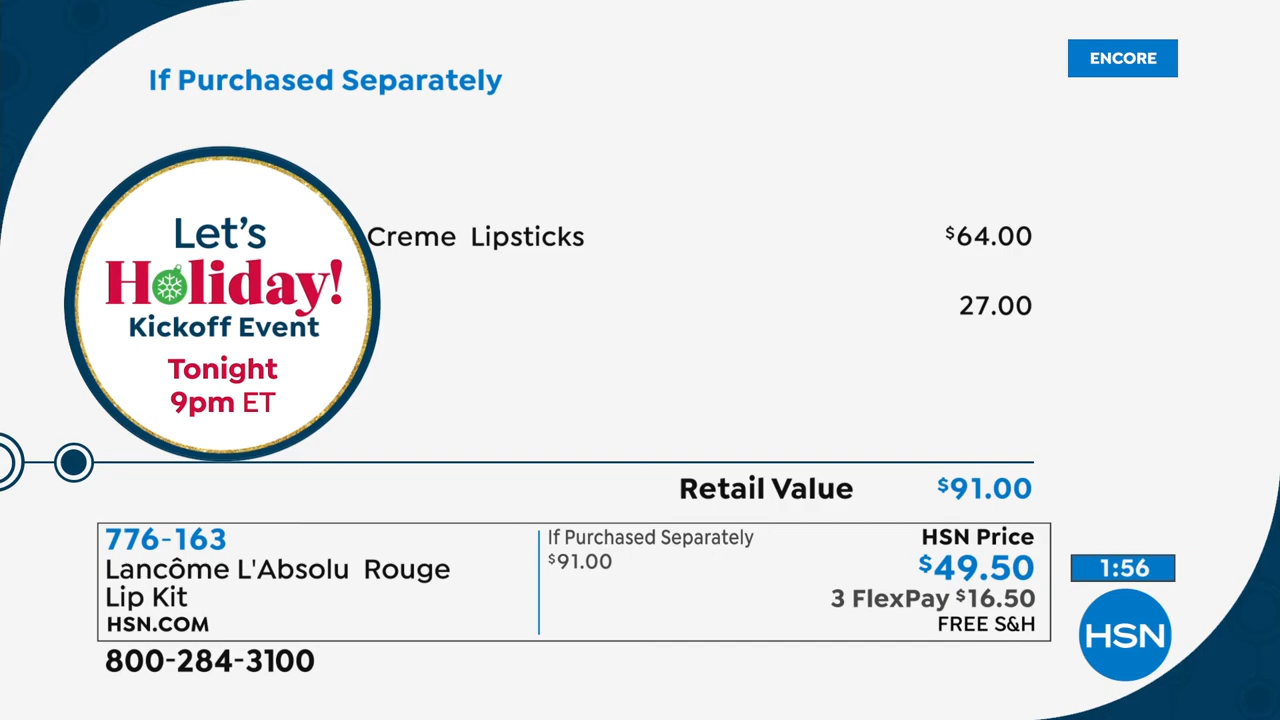 If Purchased Separately
ENCORE
Let's
Holiday!
Kickoff Event
Tonight
9pm ET
Creme Lipsticks $64.00
27.00
Retail Value $91.00
776-163
Lancôme L'Absolu Rouge
Lip Kit
HSN.COM
If Purchased Separately
$91.00
HSN Price
$49.50
3 FlexPay $16.50
FREE S&H
1:56
HSN
800-284-3100